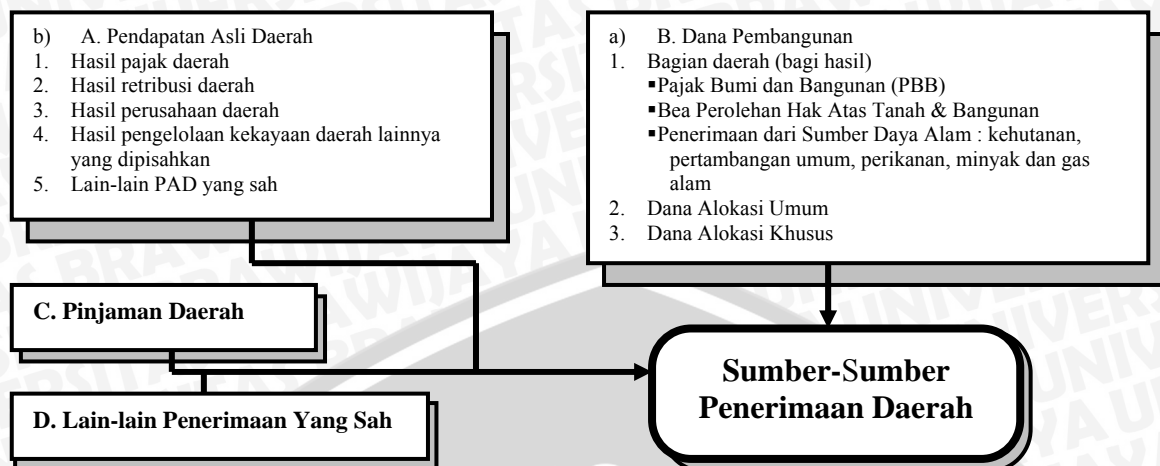 b) A. Pendapatan Asli Daerah
1. Hasil pajak daerah
2. Hasil retribusi daerah
3. Hasil perusahaan daerah
4. Hasil pengelolaan kekayaan daerah lainnya
yang dipisahkan
5. Lain-lain PAD yang sah
a) B. Dana Pembangunan
1. Bagian daerah (bagi hasil)
▪Pajak Bumi dan Bangunan (PBB)
▪Bea Perolehan Hak Atas Tanah & Bangunan
▪Penerimaan dari Sumber Daya Alam : kehutanan,
pertambangan umum, perikanan, minyak dan gas
alam
2. Dana Alokasi Umum
3. Dana Alokasi Khusus
C. Pinjaman Daerah
D. Lain-lain Penerimaan Yang Sah
Sumber-Sumber
Penerimaan Daerah